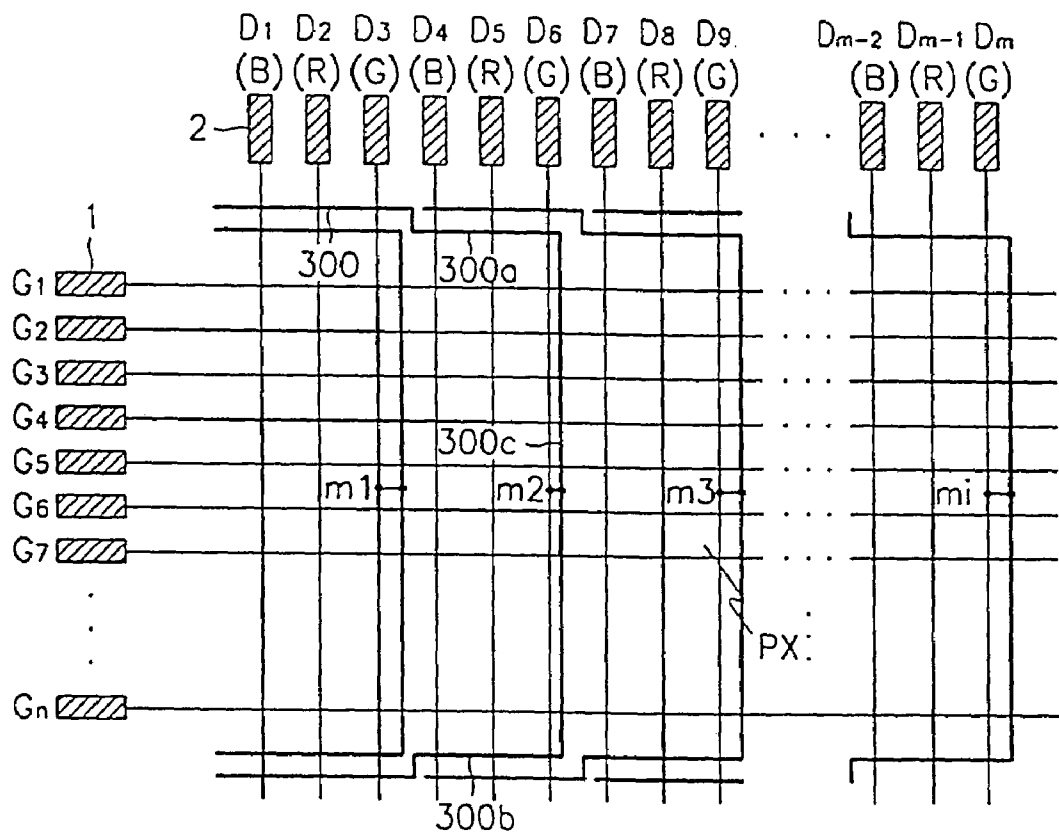 D1 D2 D3 D4 D5 D6 D7 D8 D9. Dm-2 Dm-1 Dm
(B) (R) (G) (B) (R) (G) (B) (R) (G) (B) (R) (G)
2
1
300 300a
G1
G2
G3
G4
300c
G5
m1 m2 m3 mi
G6
G7
PX
Gn
300b